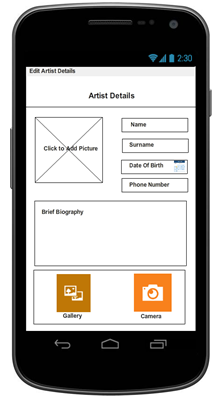 2:30
Edit Artist Details
Artist Details
Click to Add Picture
Name
Surname
Date Of Birth
Phone Number
Brief Biography
Gallery
Camera